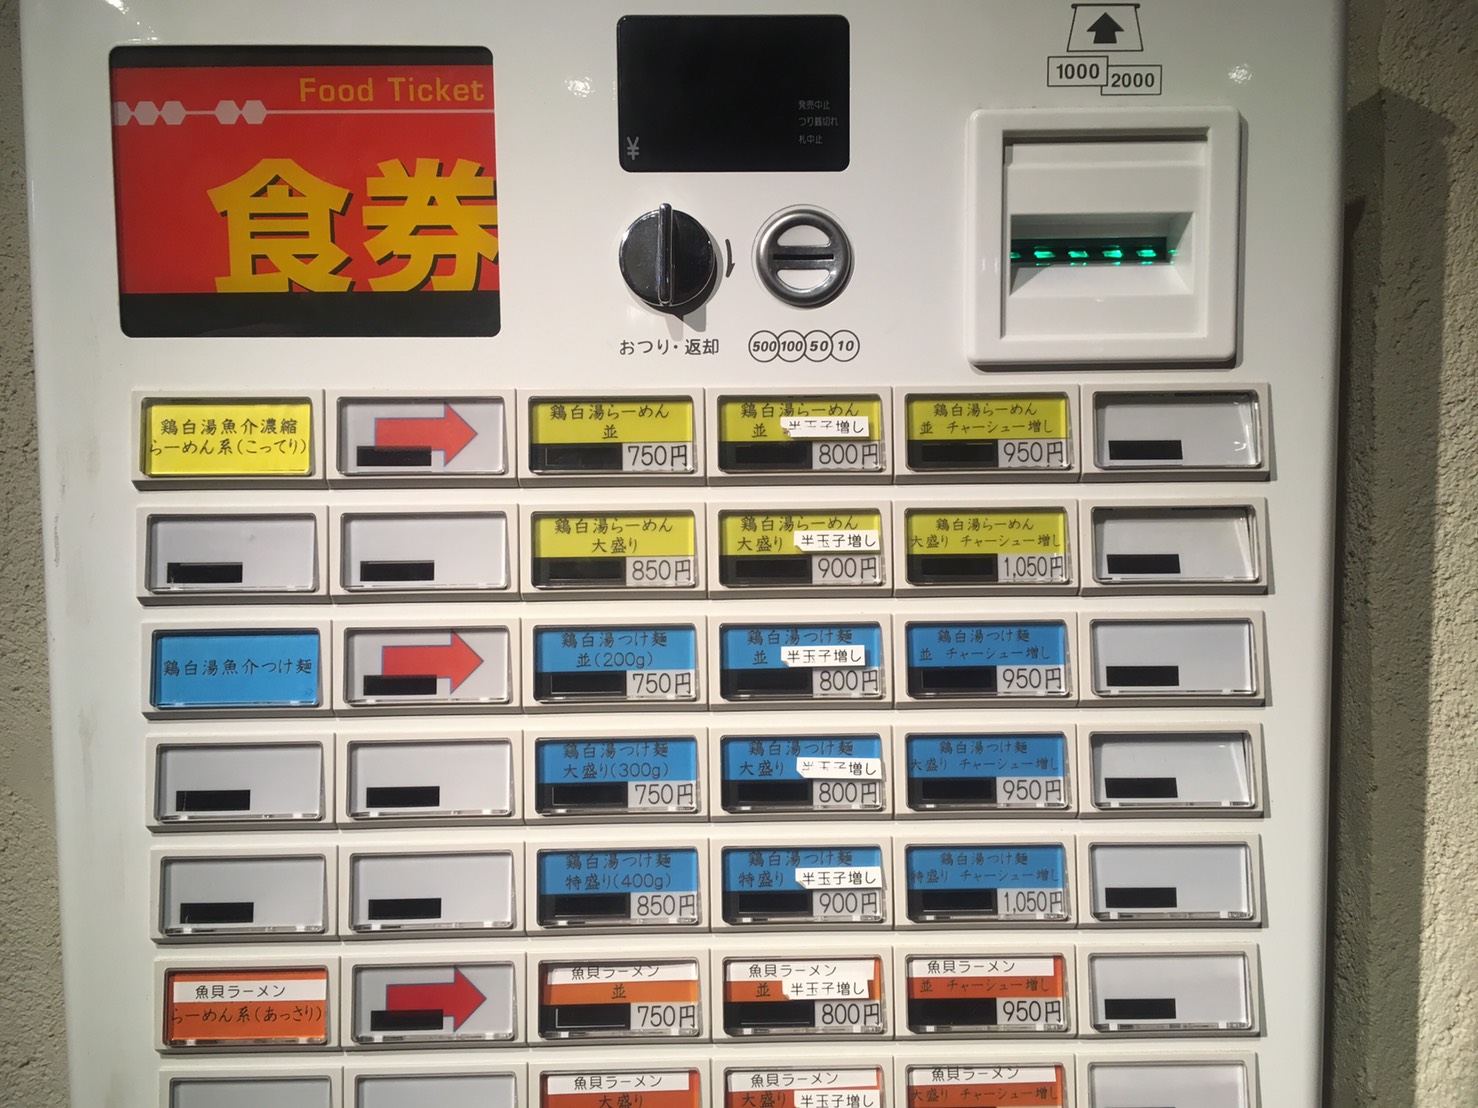 Food Ticket
食券
¥
発売中止
つり銭切れ
札中止
1000
2000
おつり・返却
500 100 50 10
鶏白湯魚介濃縮
らーめん系(こってり)
鶏白湯らーめん
並
750円
鶏白湯らーめん
並 半玉子増し
800円
鶏白湯らーめん
並 チャーシュー増し
950円
鶏白湯らーめん
大盛り
850円
鶏白湯らーめん
大盛り 半玉子増し
900円
鶏白湯らーめん
大盛り チャーシュー増し
1,050円
鶏白湯魚介つけ麺
鶏白湯つけ麺
並(200g)
750円
鶏白湯つけ麺
並 半玉子増し
800円
鶏白湯つけ麺
並 チャーシュー増し
950円
鶏白湯つけ麺
大盛り(300g)
750円
鶏白湯つけ麺
大盛り 半玉子増し
800円
鶏白湯つけ麺
大盛り チャーシュー増し
950円
鶏白湯つけ麺
特盛り(400g)
850円
鶏白湯つけ麺
特盛り 半玉子増し
900円
鶏白湯つけ麺
特盛り チャーシュー増し
1,050円
魚貝ラーメン
らーめん系(あっさり)
魚貝ラーメン
並
750円
魚貝ラーメン
並 半玉子増し
800円
魚貝ラーメン
並 チャーシュー増し
950円
魚貝ラーメン
大盛り
魚貝ラーメン
大盛り 半玉子増し
魚貝ラーメン
大盛り チャーシュー増し